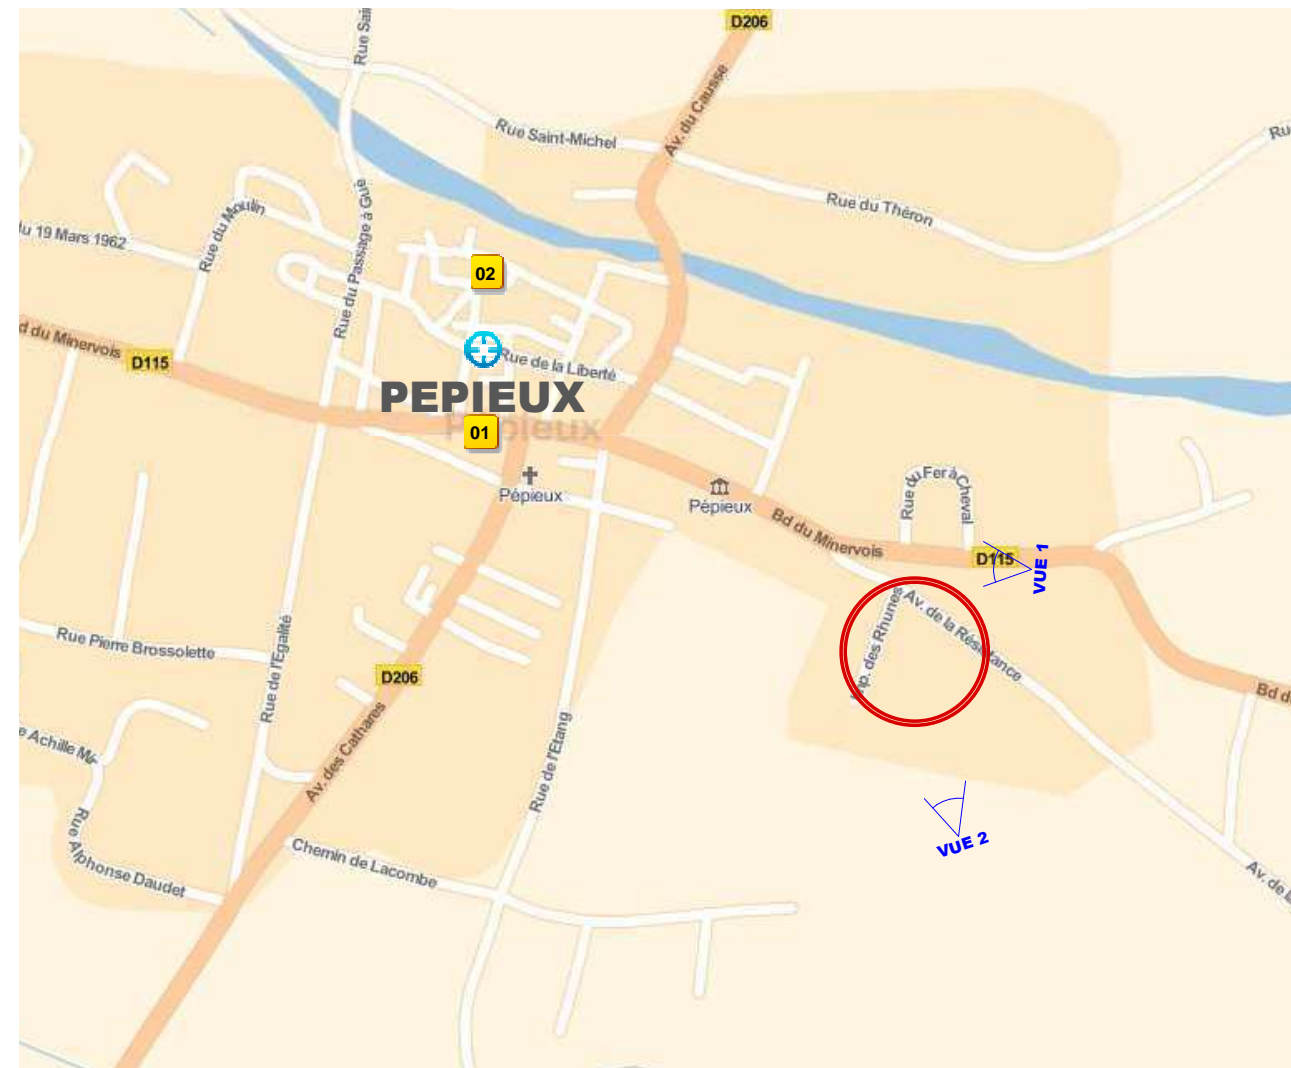 D206
Rue Sai
Av. du Causse
Rue Saint-Michel
Ru
Rue du Théron
Rue du Moulin
Rue du Passage à Gué
u 19 Mars 1962
02
d du Minervois
D115
Rue de la Liberté
PEPIEUX
Pépieux
01
Pépieux
Pépieux
Bd du Minervois
Rue du Fer à Cheval
D115
VUE 1
Av. de la Résistance
Imp. des Rhunes
Rue Pierre Brossolette
Rue de l'Egalité
D206
Bd d
e Achille Mir
Av. des Cathares
Rue de l'Etang
Rue Alphonse Daudet
Chemin de Lacombe
VUE 2
Av. de l